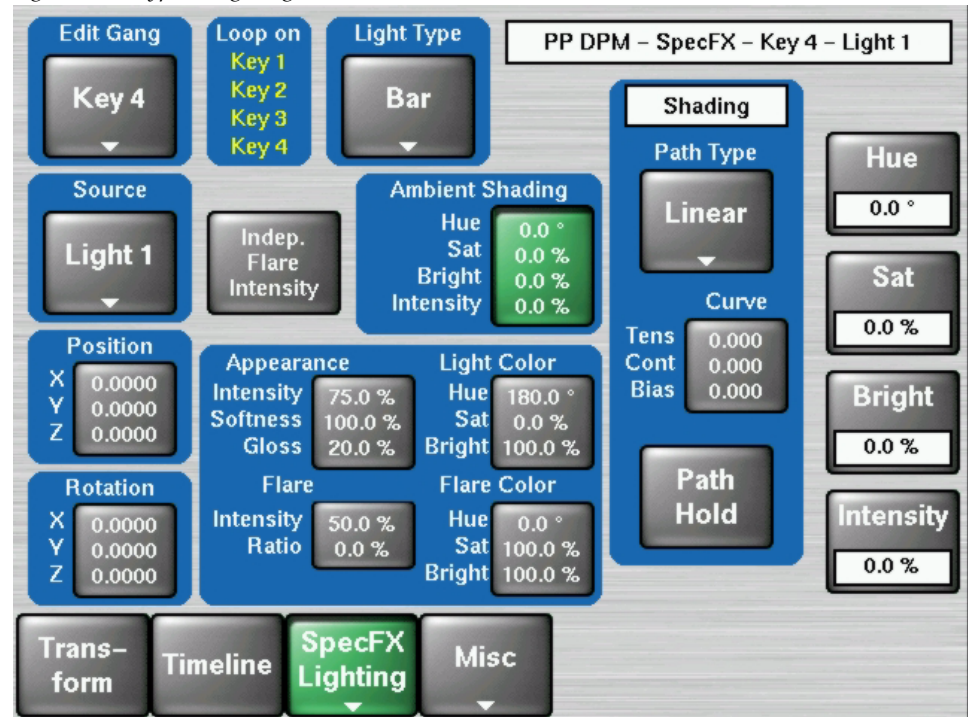 Edit Gang
Key 4
Loop on
Key 1
Key 2
Key 3
Key 4
Light Type
Bar
PP DPM – SpecFX – Key 4 – Light 1
Source
Light 1
Indep.
Flare
Intensity
Ambient Shading
Hue 0.0 °
Sat 0.0 %
Bright 0.0 %
Intensity 0.0 %
Position
X 0.0000
Y 0.0000
Z 0.0000
Rotation
X 0.0000
Y 0.0000
Z 0.0000
Appearance
Intensity 75.0 %
Softness 100.0 %
Gloss 20.0 %
Light Color
Hue 180.0 °
Sat 0.0 %
Bright 100.0 %
Flare
Intensity 50.0 %
Ratio 0.0 %
Flare Color
Hue 0.0 °
Sat 100.0 %
Bright 100.0 %
Shading
Path Type
Linear
Curve
Tens 0.000
Cont 0.000
Bias 0.000
Path
Hold
Hue
0.0 °
Sat
0.0 %
Bright
0.0 %
Intensity
0.0 %
Trans–
form
Timeline
SpecFX
Lighting
Misc